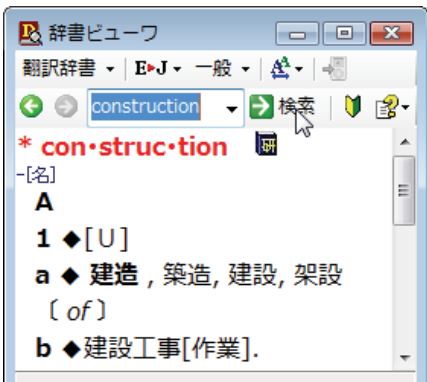 辞書ビューワ
翻訳辞書 E▸J 一般
construction 検索
* con•struc•tion 研
-[名]
A
1 ◆[U]
a ◆ 建造 , 築造, 建設, 架設
〔 of 〕
b ◆建設工事[作業].